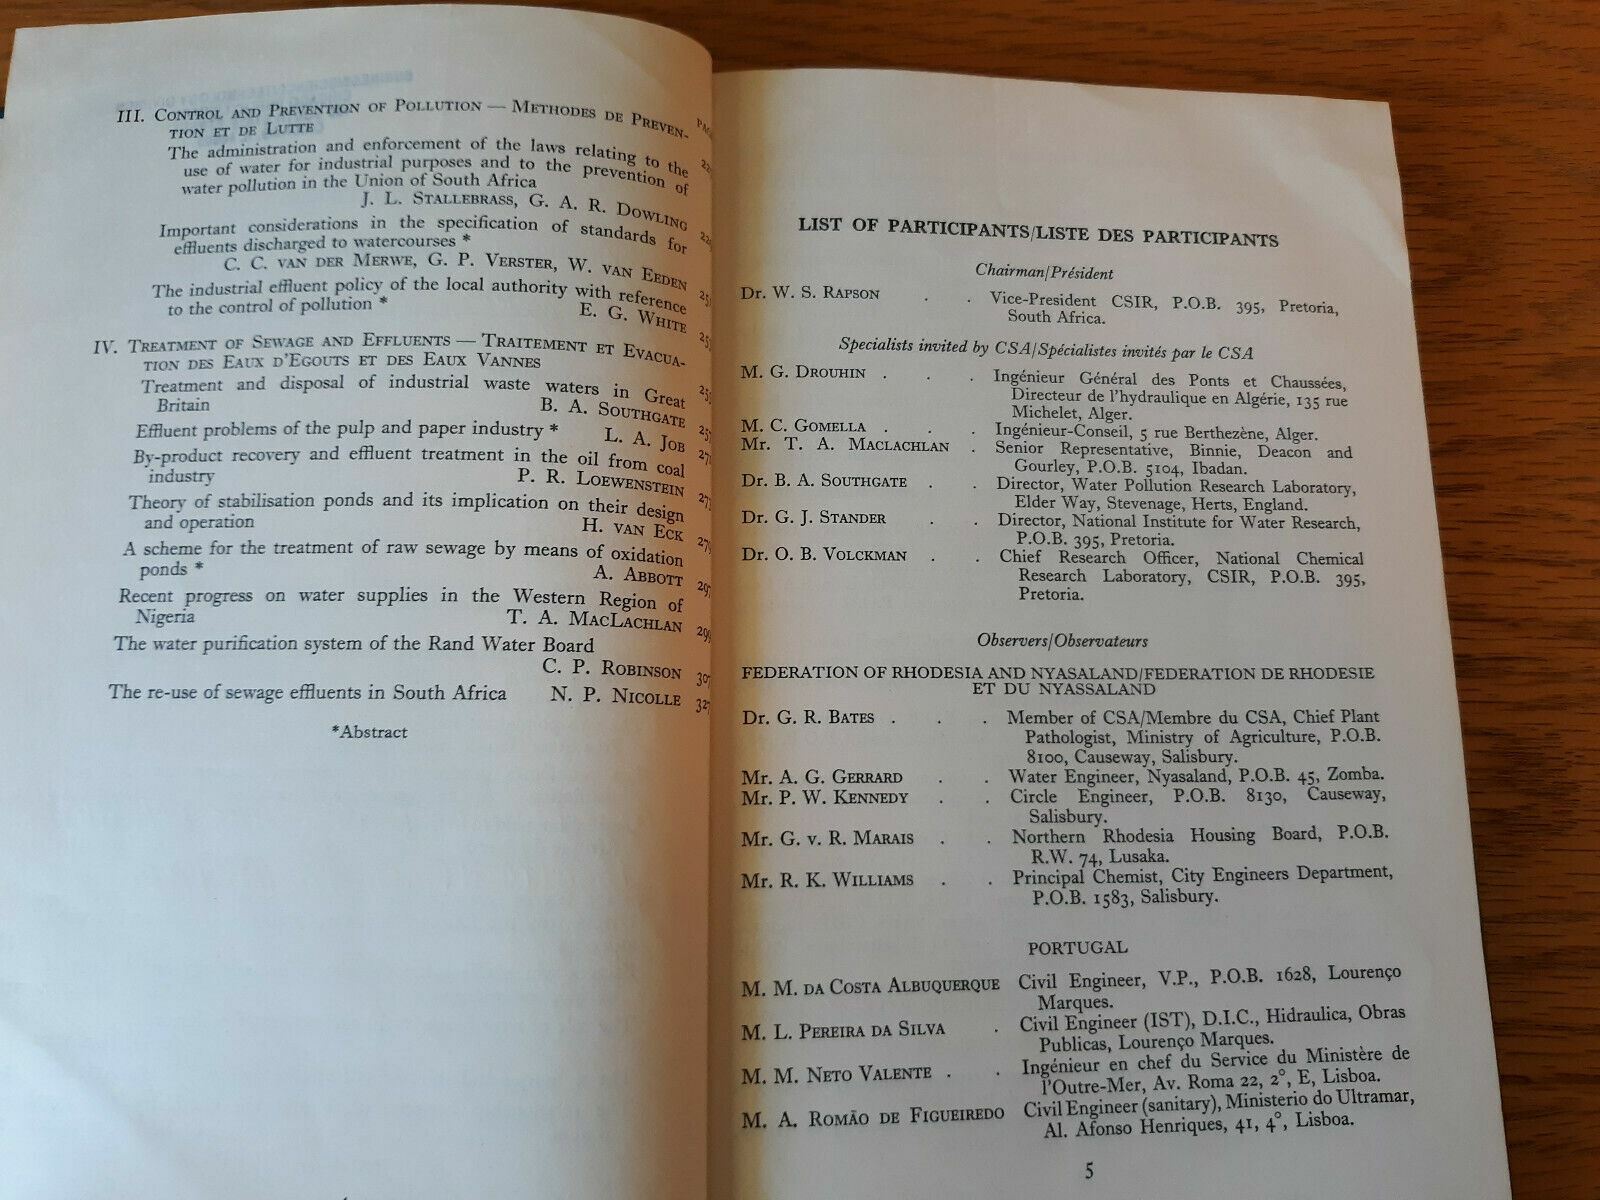 III. Control and Prevention of Pollution — Methodes de Preven-
tion et de Lutte
The administration and enforcement of the laws relating to the
use of water for industrial purposes and to the prevention of
water pollution in the Union of South Africa
J. L. Stallebrass, G. A. R. Dowling
Important considerations in the specification of standards for
effluents discharged to watercourses *
C. C. van der Merwe, G. P. Verster, W. van Eeden
The industrial effluent policy of the local authority with reference
to the control of pollution *
E. G. White
IV. Treatment of Sewage and Effluents — Traitement et Evacua-
tion des Eaux d'Egouts et des Eaux Vannes
Treatment and disposal of industrial waste waters in Great
Britain B. A. Southgate
Effluent problems of the pulp and paper industry * L. A. Job
By-product recovery and effluent treatment in the oil from coal
industry P. R. Loewenstein
Theory of stabilisation ponds and its implication on their design
and operation H. van Eck
A scheme for the treatment of raw sewage by means of oxidation
ponds * A. Abbott 297
Recent progress on water supplies in the Western Region of
Nigeria T. A. MacLachlan 299
The water purification system of the Rand Water Board
C. P. Robinson 307
The re-use of sewage effluents in South Africa N. P. Nicolle 327
*Abstract
LIST OF PARTICIPANTS/LISTE DES PARTICIPANTS
Chairman/Président
Dr. W. S. Rapson . . Vice-President CSIR, P.O.B. 395, Pretoria,
South Africa.
Specialists invited by CSA/Spécialistes invités par le CSA
M. G. Drouhin . . . Ingénieur Général des Ponts et Chaussées,
Directeur de l'hydraulique en Algérie, 135 rue
Michelet, Alger.
M. C. Gomella . . . Ingénieur-Conseil, 5 rue Berthezène, Alger.
Mr. T. A. Maclachlan . Senior Representative, Binnie, Deacon and
Gourley, P.O.B. 5104, Ibadan.
Dr. B. A. Southgate . . Director, Water Pollution Research Laboratory,
Elder Way, Stevenage, Herts, England.
Dr. G. J. Stander . . Director, National Institute for Water Research,
P.O.B. 395, Pretoria.
Dr. O. B. Volckman . . Chief Research Officer, National Chemical
Research Laboratory, CSIR, P.O.B. 395,
Pretoria.
Observers/Observateurs
FEDERATION OF RHODESIA AND NYASALAND/FEDERATION DE RHODESIE
ET DU NYASSALAND
Dr. G. R. Bates . . . Member of CSA/Membre du CSA, Chief Plant
Pathologist, Ministry of Agriculture, P.O.B.
8100, Causeway, Salisbury.
Mr. A. G. Gerrard . . Water Engineer, Nyasaland, P.O.B. 45, Zomba.
Mr. P. W. Kennedy . . Circle Engineer, P.O.B. 8130, Causeway,
Salisbury.
Mr. G. v. R. Marais . . Northern Rhodesia Housing Board, P.O.B.
R.W. 74, Lusaka.
Mr. R. K. Williams . . Principal Chemist, City Engineers Department,
P.O.B. 1583, Salisbury.
PORTUGAL
M. M. da Costa Albuquerque Civil Engineer, V.P., P.O.B. 1628, Lourenço
Marques.
M. L. Pereira da Silva . Civil Engineer (IST), D.I.C., Hidraulica, Obras
Publicas, Lourenço Marques.
M. M. Neto Valente . . Ingénieur en chef du Service du Ministère de
l'Outre-Mer, Av. Roma 22, 2°, E, Lisboa.
M. A. Romão de Figueiredo Civil Engineer (sanitary), Ministerio do Ultramar,
Al. Afonso Henriques, 41, 4°, Lisboa.
5